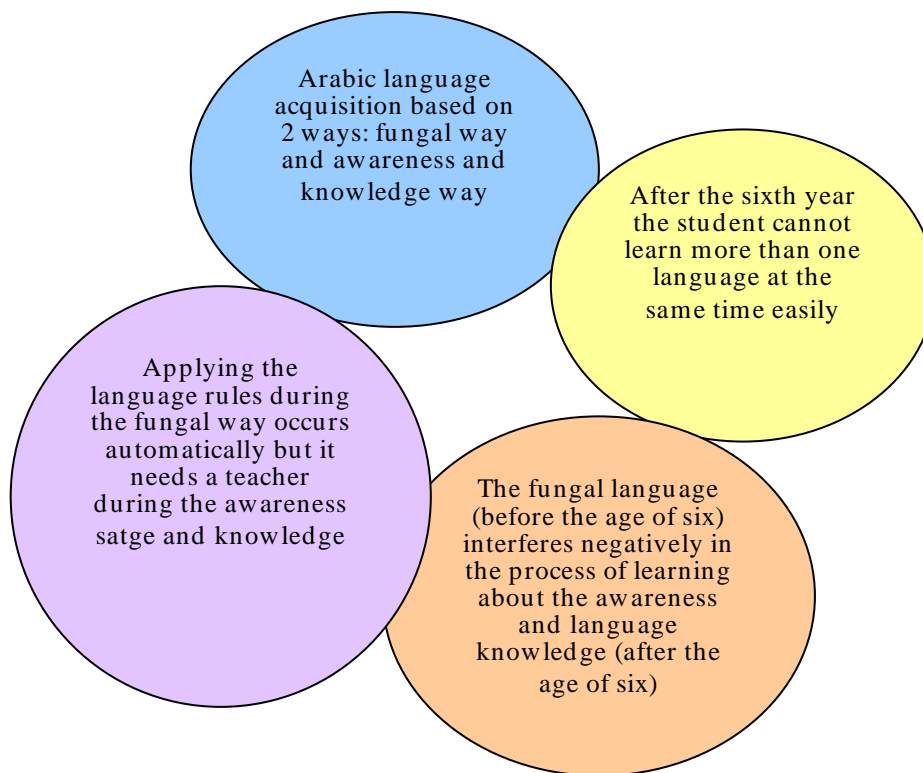 Arabic language
acquisition based on
2 ways: fungal way
and awareness and
knowledge way
After the sixth year
the student cannot
learn more than one
language at the
same time easily
Applying the
language rules during
the fungal way occurs
automatically but it
needs a teacher
during the awareness
satge and knowledge
The fungal language
(before the age of six)
interferes negatively in
the process of learning
about the awareness
and language
knowledge (after the
age of six)